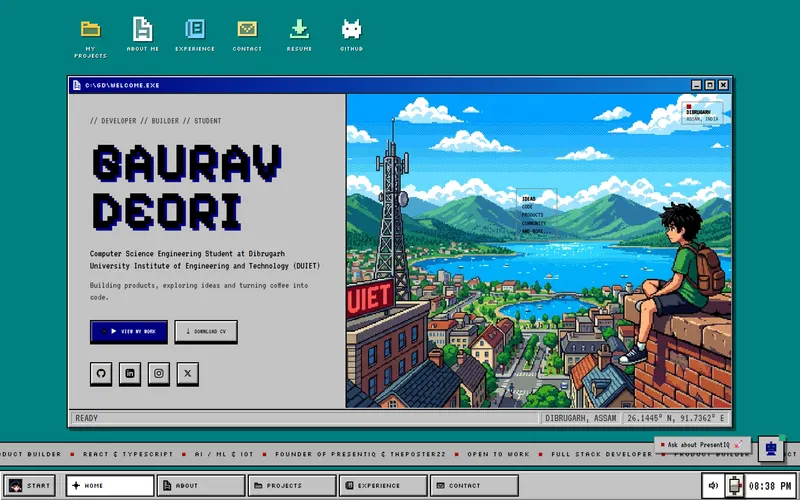 MY
PROJECTS
ABOUT ME
EXPERIENCE
CONTACT
RESUME
GITHUB
C:\GD\WELCOME.EXE
// DEVELOPER // BUILDER // STUDENT
GAURAV
DEORI
Computer Science Engineering Student at Dibrugarh
University Institute of Engineering and Technology (DUIET)
Building products, exploring ideas and turning coffee into
code.
▶ VIEW MY WORK
↓ DOWNLOAD CV
DIBRUGARH
ASSAM, INDIA
IDEAS
CODE
PRODUCTS
COMMUNITY
AND MORE..
UIET
READY
DIBRUGARH, ASSAM
26.1445° N, 91.7362° E
Ask about PresentIQ
DUCT BUILDER ■ REACT & TYPESCRIPT ■ AI / ML & IOT ■ FOUNDER OF PRESENTIQ & THEPOSTER22 ■ OPEN TO WORK ■ FULL STACK DEVELOPER ■ PRODUCT BUILDER
START
HOME
ABOUT
PROJECTS
EXPERIENCE
CONTACT
08:38 PM